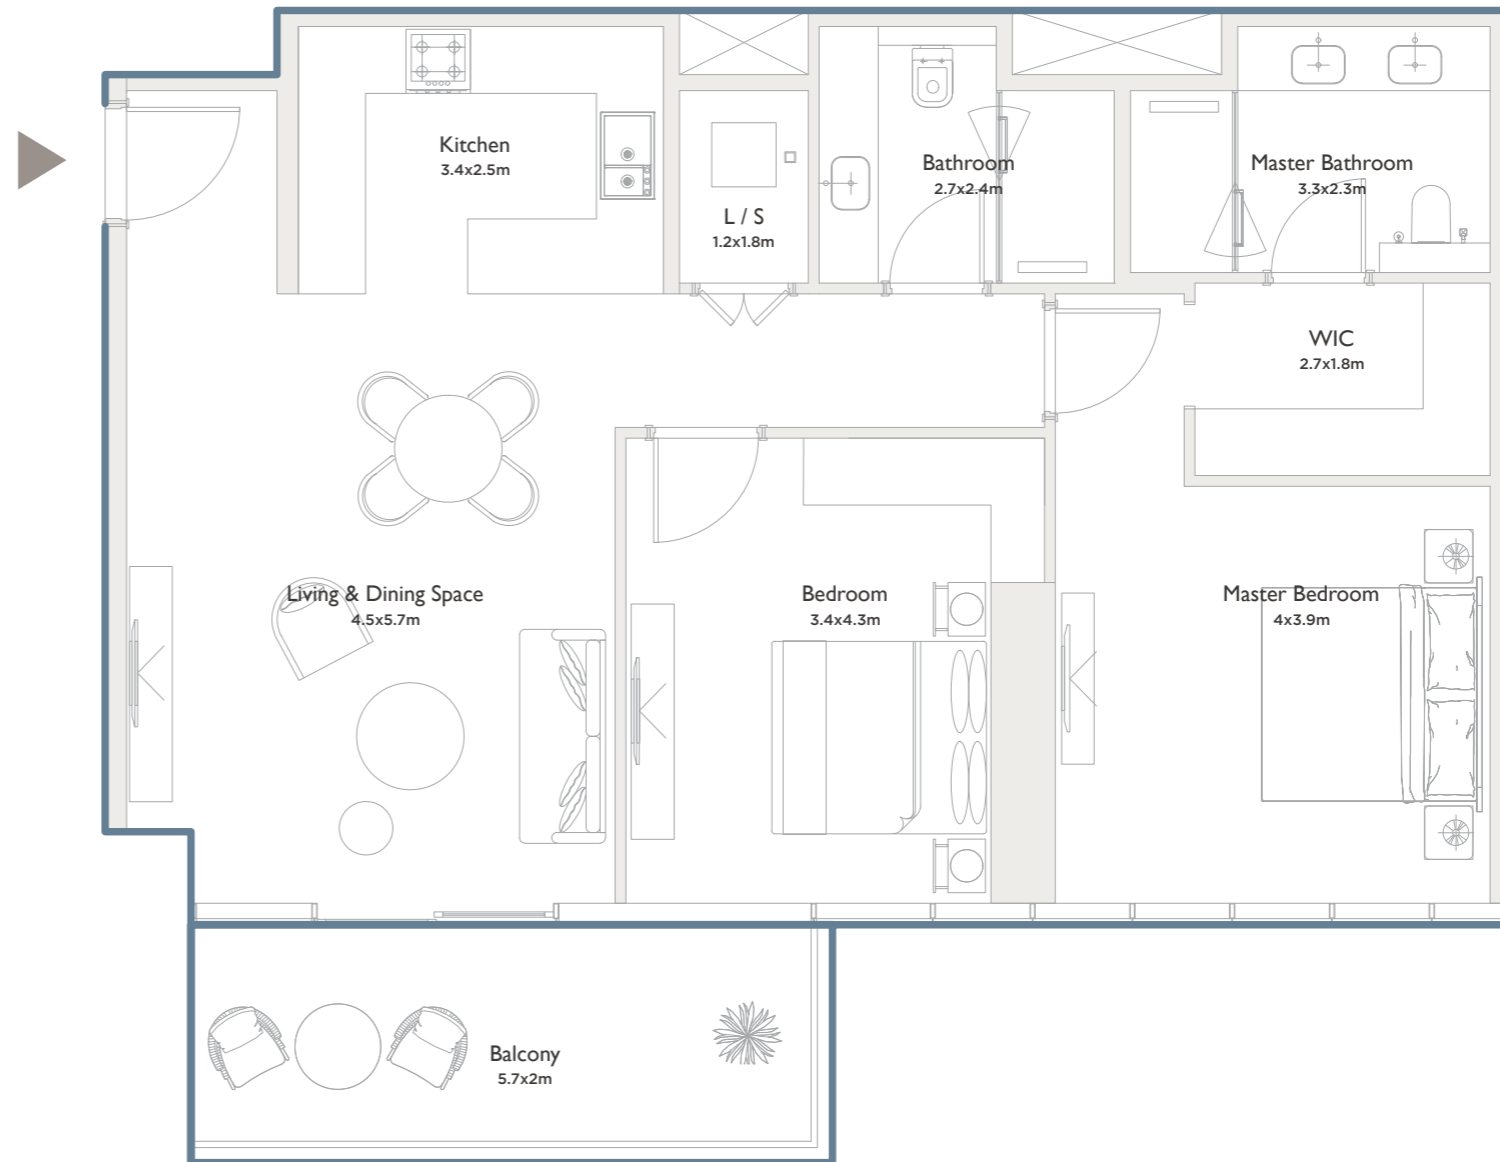 Kitchen
3.4x2.5m
L / S
1.2x1.8m
Bathroom
2.7x2.4m
Master Bathroom
3.3x2.3m
WIC
2.7x1.8m
Living & Dining Space
4.5x5.7m
Bedroom
3.4x4.3m
Master Bedroom
4x3.9m
Balcony
5.7x2m